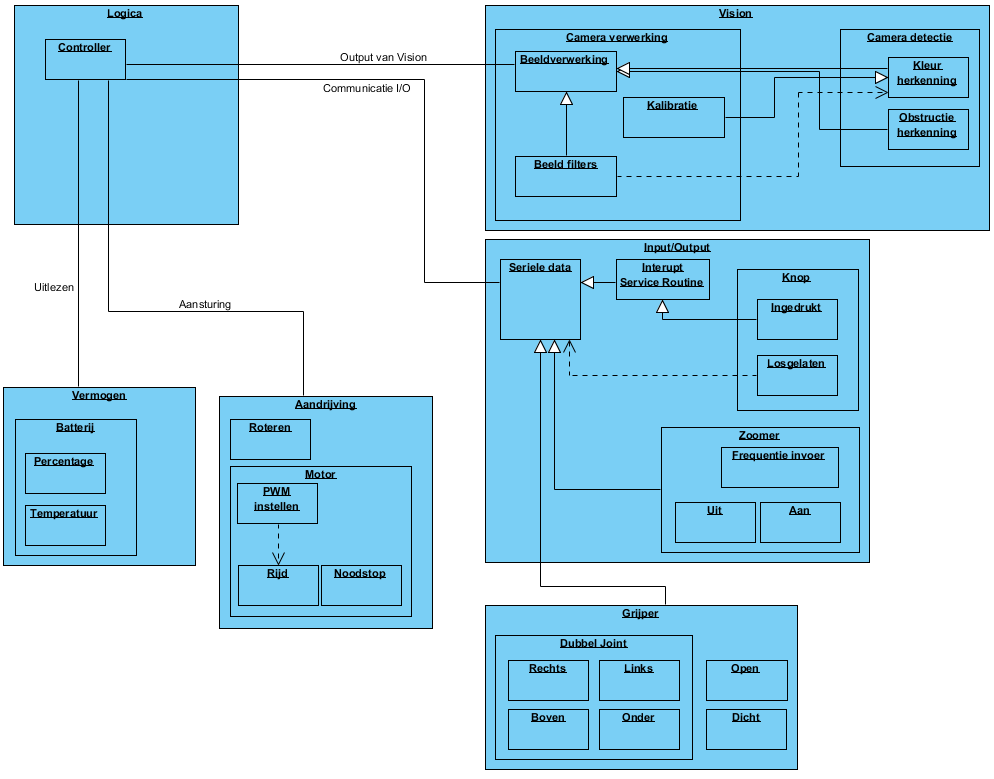 Logica
Controller
Output van Vision
Communicatie I/O
Vision
Camera verwerking
Beeldverwerking
Kalibratie
Beeld filters
Camera detectie
Kleur
herkenning
Obstructie
herkenning
Input/Output
Seriele data
Interupt
Service Routine
Knop
Ingedrukt
Losgelaten
Zoomer
Frequentie invoer
Uit
Aan
Uitlezen
Aansturing
Vermogen
Batterij
Percentage
Temperatuur
Aandrijving
Roteren
Motor
PWM
instellen
Rijd
Noodstop
Grijper
Dubbel Joint
Rechts
Links
Boven
Onder
Open
Dicht